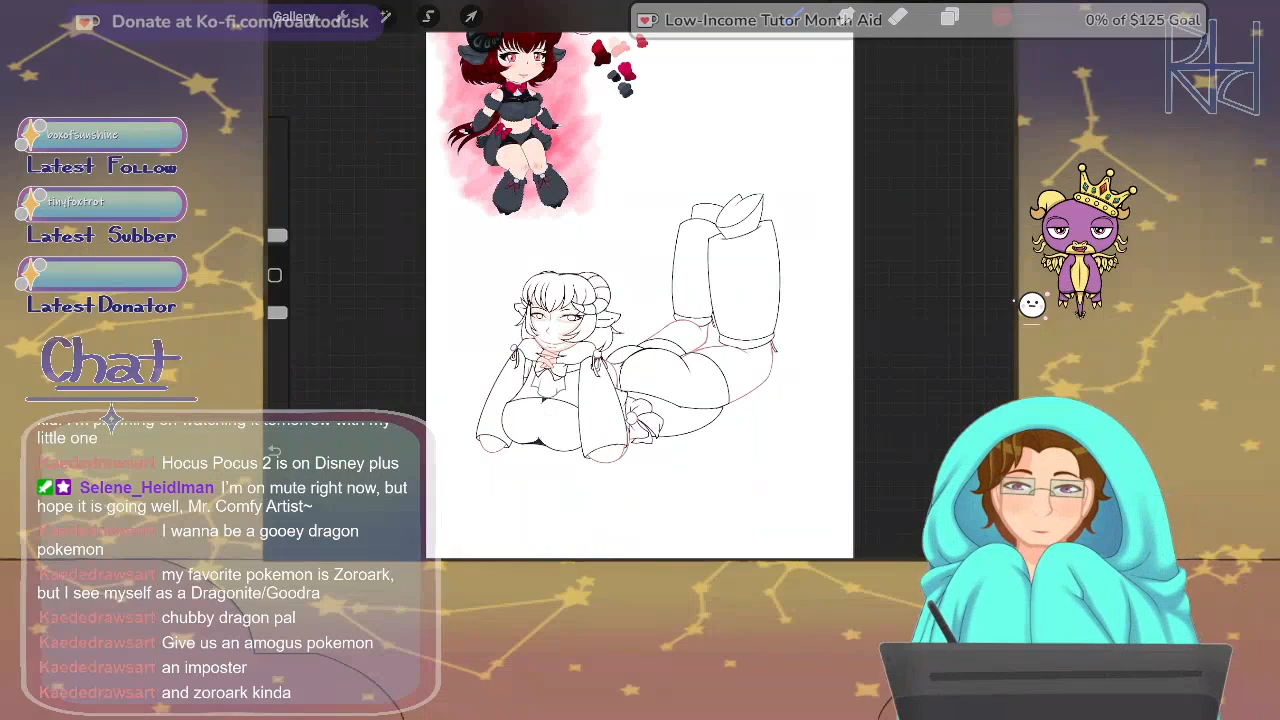 Donate at Ko-fi.com/roadtodusk
Gallery
Low-Income Tutor Month Aid
0% of $125 Goal
boxofsunshine
Latest Follow
tinyfoxtrot
Latest Subber
Latest Donator
Chat
little one
Kaededrawsart Hocus Pocus 2 is on Disney plus
Selene_Heidlman I'm on mute right now, but
hope it is going well, Mr. Comfy Artist~
Kaededrawsart I wanna be a gooey dragon
pokemon
Kaededrawsart my favorite pokemon is Zoroark,
but I see myself as a Dragonite/Goodra
Kaededrawsart chubby dragon pal
Kaededrawsart Give us an amogus pokemon
Kaededrawsart an imposter
Kaededrawsart and zoroark kinda